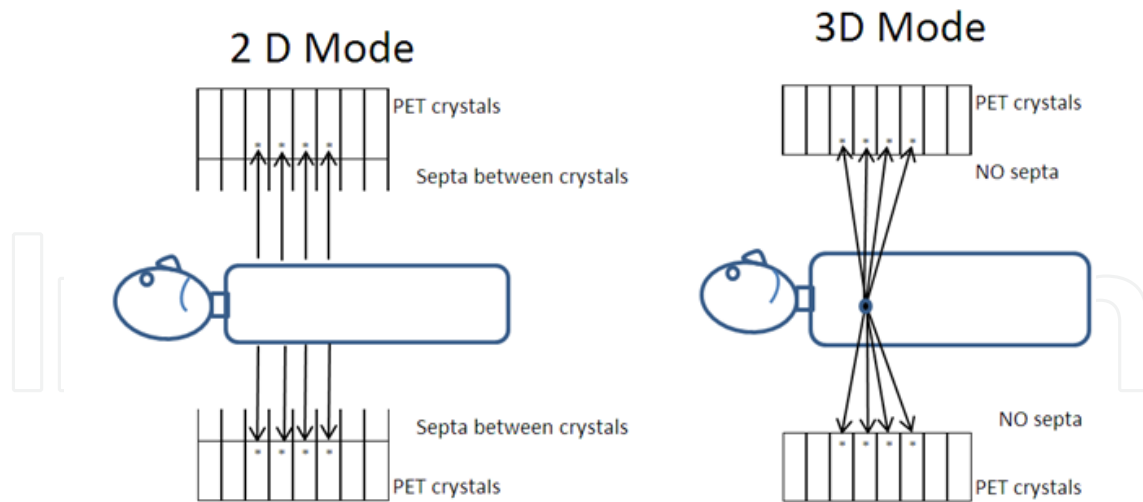 2 D Mode
PET crystals
Septa between crystals
Septa between crystals
PET crystals
3D Mode
PET crystals
NO septa
NO septa
PET crystals